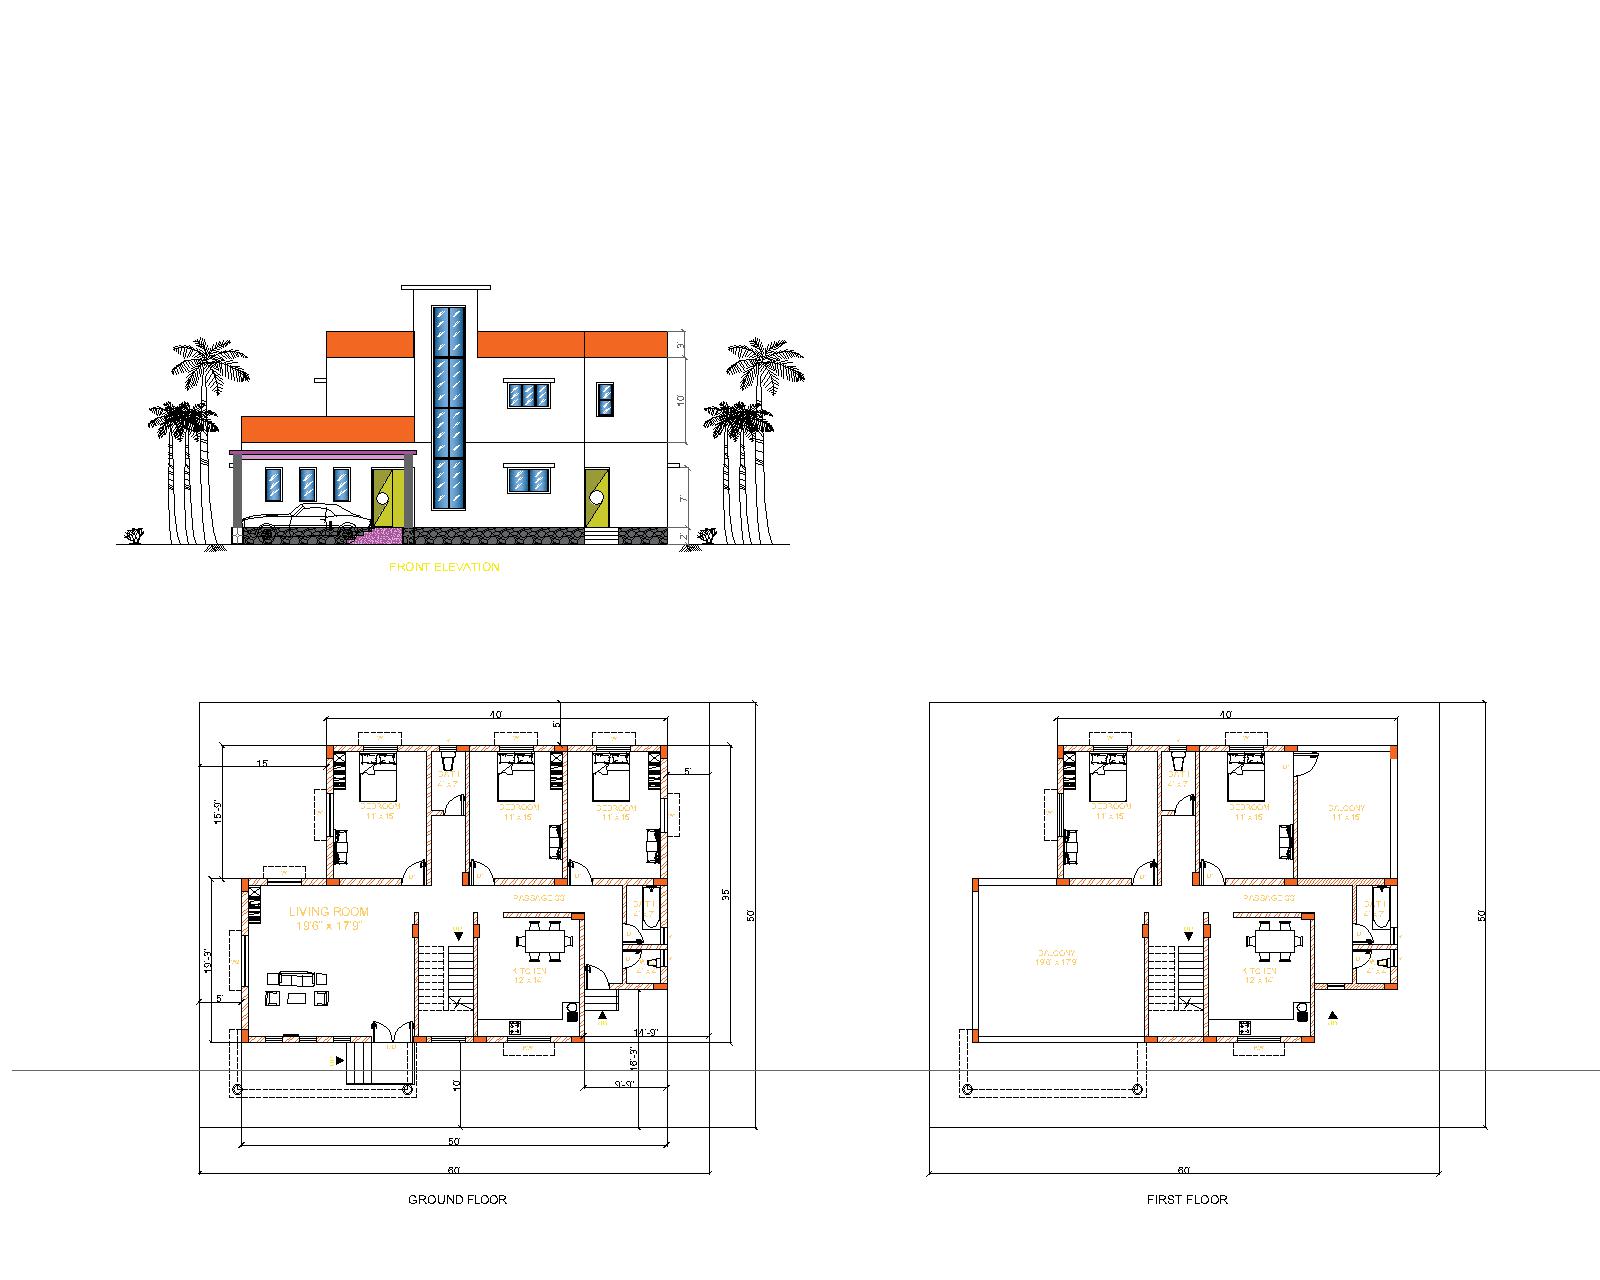 3'
10'
7'
2'
FRONT ELEVATION
40'
5'
15'
5'
15'-9"
BATH
4' x 7'
BEDROOM
11' x 15'
BEDROOM
11' x 15'
BEDROOM
11' x 15'
LIVING ROOM
19'6" x 17'9"
PASSAGE
BATH
KITCHEN
12' x 14'
UP
19'-3"
5'
35'
50'
14'-9"
16'-3"
9'-9"
10'
50'
60'
GROUND FLOOR
40'
BATH
4' x 7'
BEDROOM
11' x 15'
BEDROOM
11' x 15'
BALCONY
11' x 15'
PASSAGE
BATH
BALCONY
19'6" x 17'9"
KITCHEN
12' x 14'
50'
60'
FIRST FLOOR